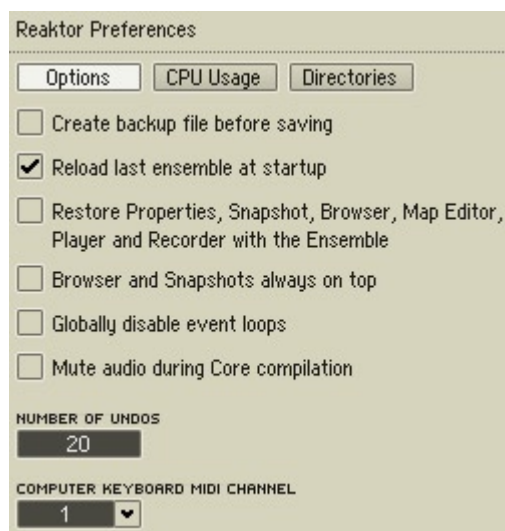 Reaktor Preferences
Options CPU Usage Directories
Create backup file before saving
Reload last ensemble at startup
Restore Properties, Snapshot, Browser, Map Editor,
Player and Recorder with the Ensemble
Browser and Snapshots always on top
Globally disable event loops
Mute audio during Core compilation
NUMBER OF UNDOS
20
COMPUTER KEYBOARD MIDI CHANNEL
1